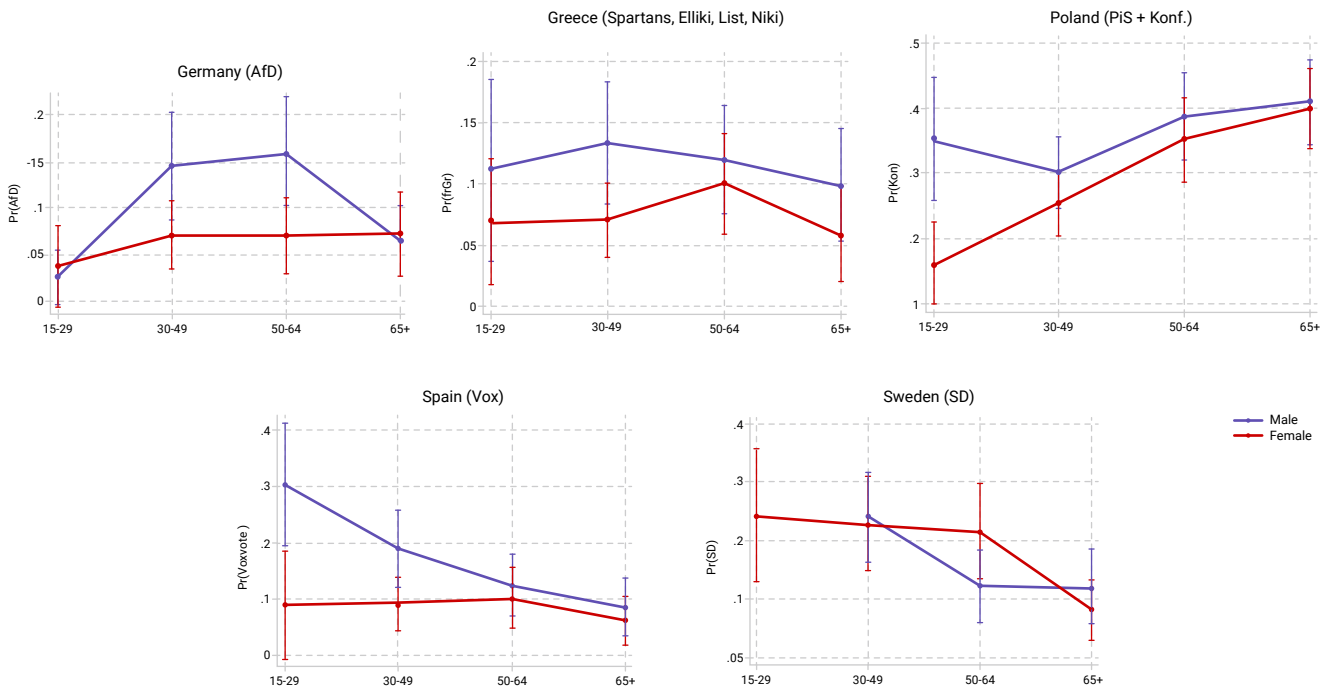 Germany (AfD)
Pr(AfD)
.2
.15
.1
.05
0
15-29 30-49 50-64 65+
Greece (Spartans, Elliki, List, Niki)
Pr(frGr)
.2
.15
.1
.05
0
15-29 30-49 50-64 65+
Poland (PiS + Konf.)
Pr(Kon)
.5
.4
.3
.2
1
15-29 30-49 50-64 65+
Spain (Vox)
Pr(Voxvote )
.4
.3
.2
.1
0
15-29 30-49 50-64 65+
Sweden (SD)
Pr(SD)
.4
.3
.2
.1
.05
15-29 30-49 50-64 65+
Male
Female